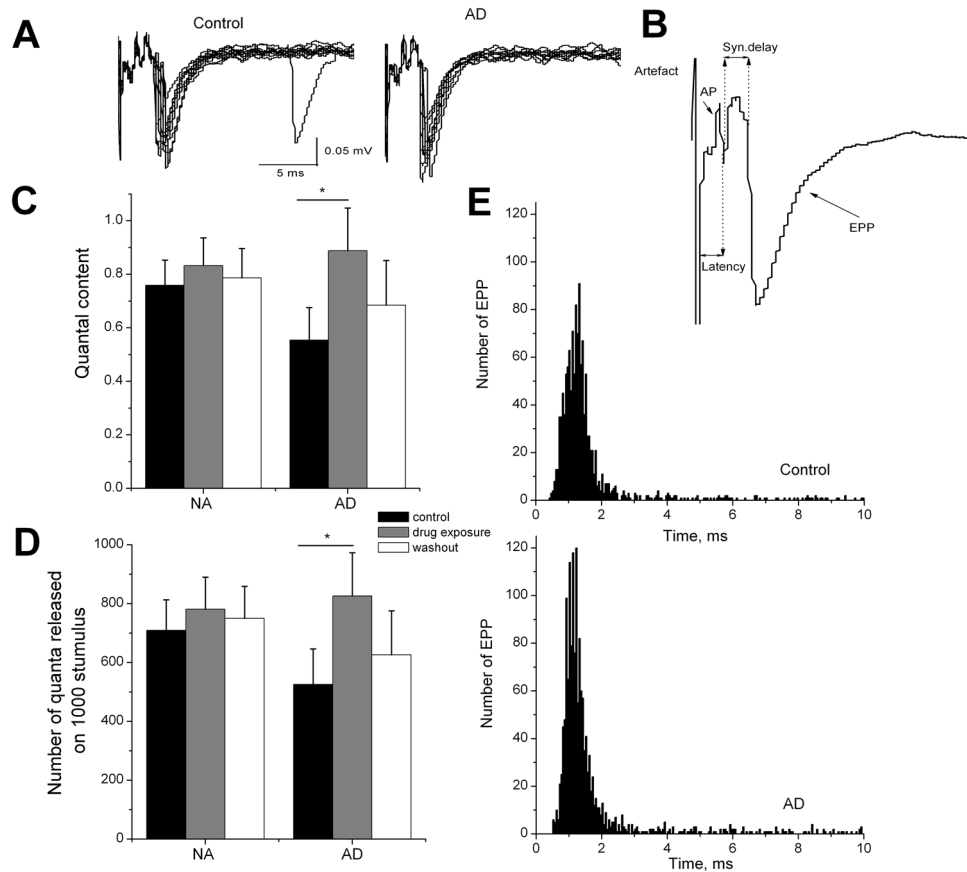 A
Control
AD
0.05 mV
5 ms
B
Syn.delay
Artefact
AP
EPP
Latency
C
Quantal content
1.0
0.8
0.6
0.4
0.2
0.0
*
NA
AD
control
drug exposure
washout
D
Number of quanta released
on 1000 stumulus
1000
800
600
400
200
0
*
NA
AD
E
Number of EPP
120
100
80
60
40
20
0
Control
0
2
4
6
8
10
Time, ms
Number of EPP
120
100
80
60
40
20
0
AD
0
2
4
6
8
10
Time, ms